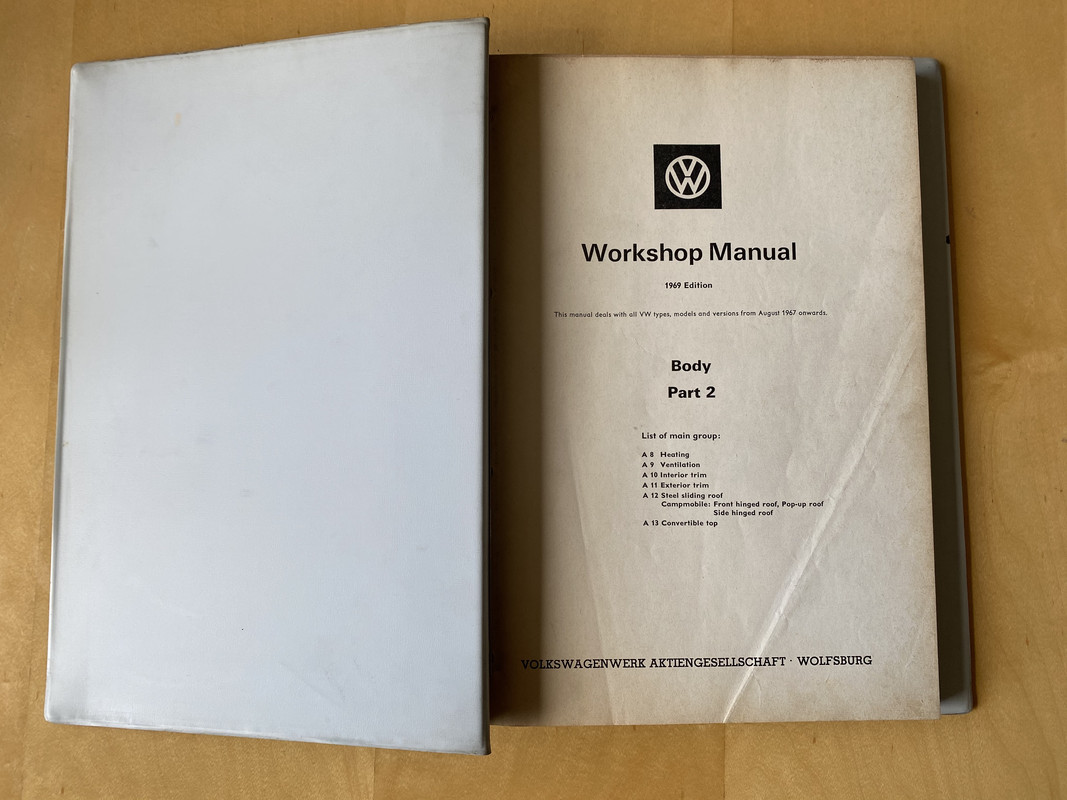 Workshop Manual
1969 Edition
This manual deals with all VW types, models and versions from August 1967 onwards.
Body
Part 2
List of main group:
A 8 Heating
A 9 Ventilation
A 10 Interior trim
A 11 Exterior trim
A 12 Steel sliding roof
Campmobile: Front hinged roof, Pop-up roof
Side hinged roof
A 13 Convertible top
VOLKSWAGENWERK AKTIENGESELLSCHAFT · WOLFSBURG